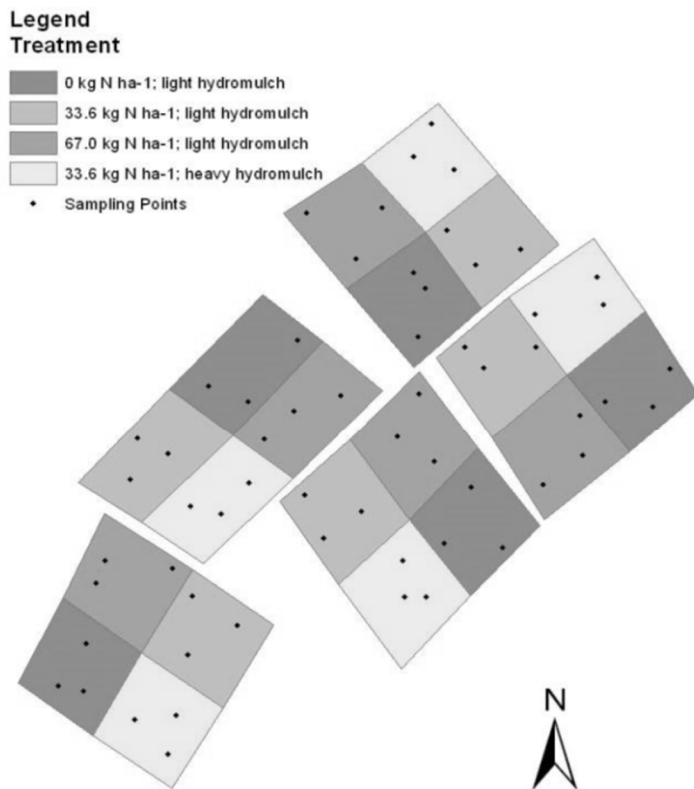 Legend
Treatment
0 kg N ha-1; light hydromulch
33.6 kg N ha-1; light hydromulch
67.0 kg N ha-1; light hydromulch
33.6 kg N ha-1; heavy hydromulch
Sampling Points
N